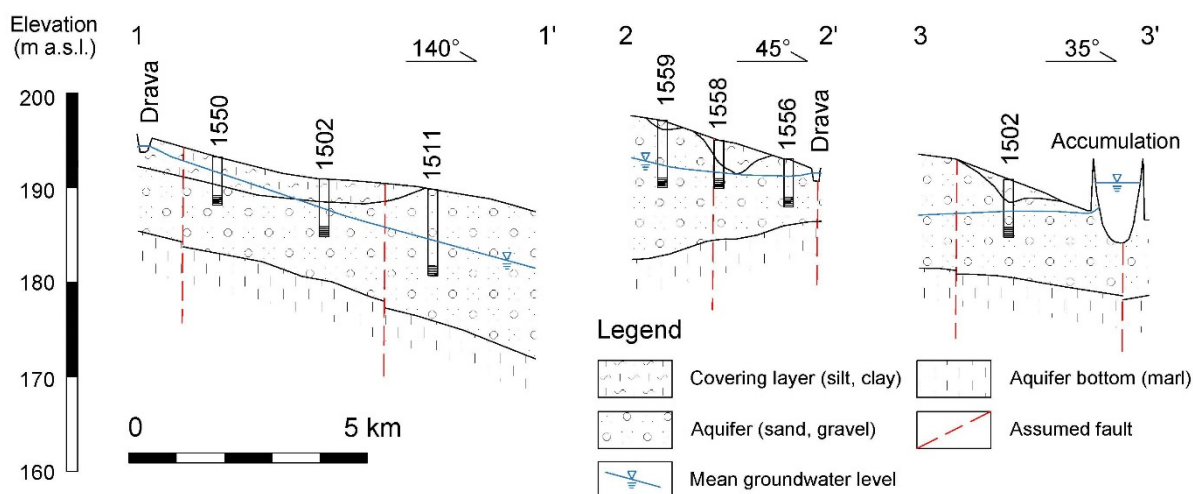 Elevation
(m a.s.l.)
200
190
180
170
160
1
1'
140°
Drava
1550
1502
1511
2
2'
45°
1559
1558
1556
Drava
3
3'
35°
1502
Accumulation
0
5 km
Legend
Covering layer (silt, clay)
Aquifer (sand, gravel)
Mean groundwater level
Aquifer bottom (marl)
Assumed fault